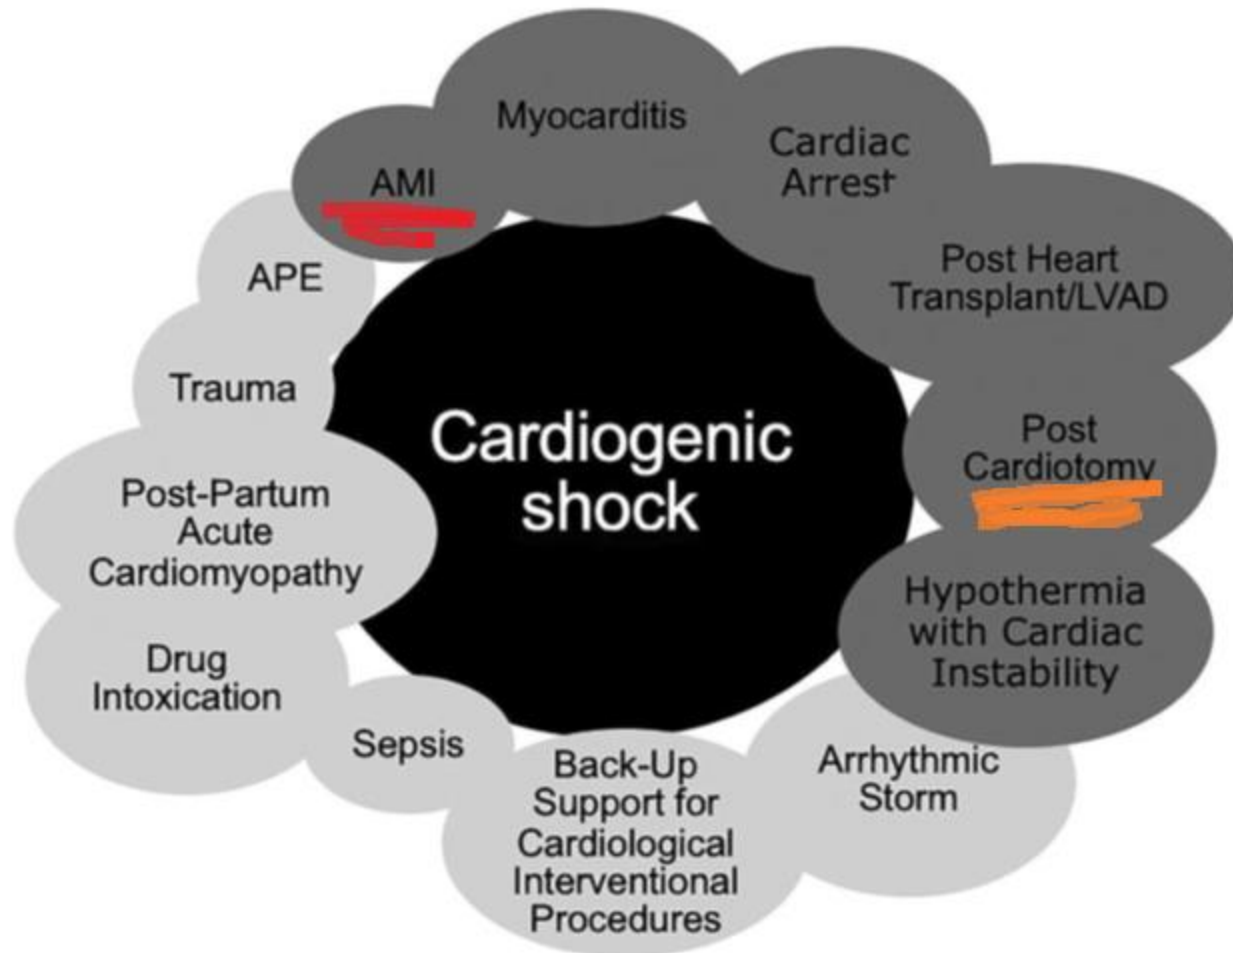 Myocarditis
Cardiac
Arrest
AMI
Post Heart
Transplant/LVAD
APE
Trauma
Cardiogenic
shock
Post
Cardiotomy
Post-Partum
Acute
Cardiomyopathy
Hypothermia
with Cardiac
Instability
Drug
Intoxication
Sepsis
Back-Up
Support for
Cardiological
Interventional
Procedures
Arrhythmic
Storm